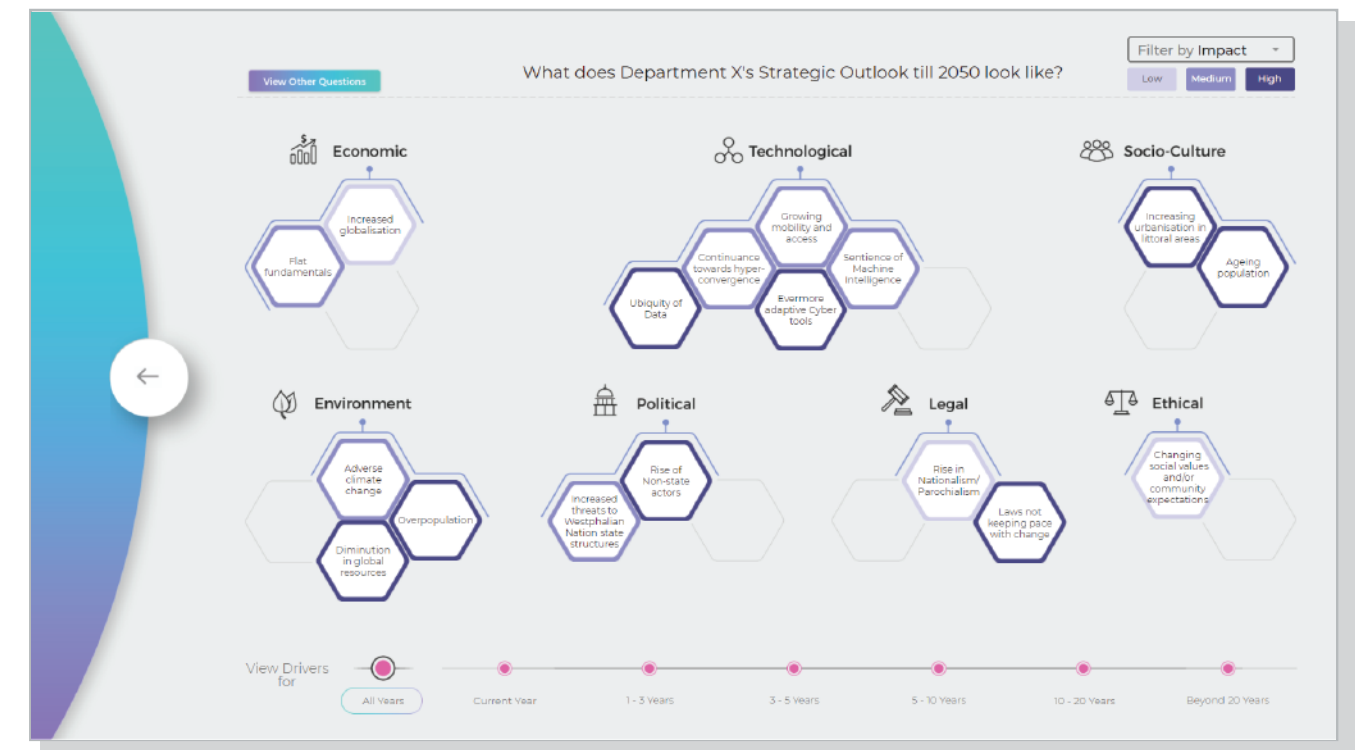 View Other Questions
What does Department X's Strategic Outlook till 2050 look like?
Filter by Impact
Low
Medium
High
Economic
Increased
globalisation
Flat
fundamentals
Technological
Growing
mobility and
access
Continuance
towards hyper-
convergence
Sentience of
Machine
Intelligence
Ubiquity of
Data
Evermore
adaptive Cyber
tools
Socio-Culture
Increasing
urbanisation in
littoral areas
Ageing
population
Environment
Adverse
climate
change
Overpopulation
Diminution
in global
resources
Political
Rise of
Non-state
actors
Increased
threats to
Westphalian
Nation state
structures
Legal
Rise in
Nationalism/
Parochialism
Laws not
keeping pace
with change
Ethical
Changing
social values
and/or
community
expectations
View Drivers
for
All Years
Current Year
1 - 3 Years
3 - 5 Years
5 - 10 Years
10 - 20 Years
Beyond 20 Years